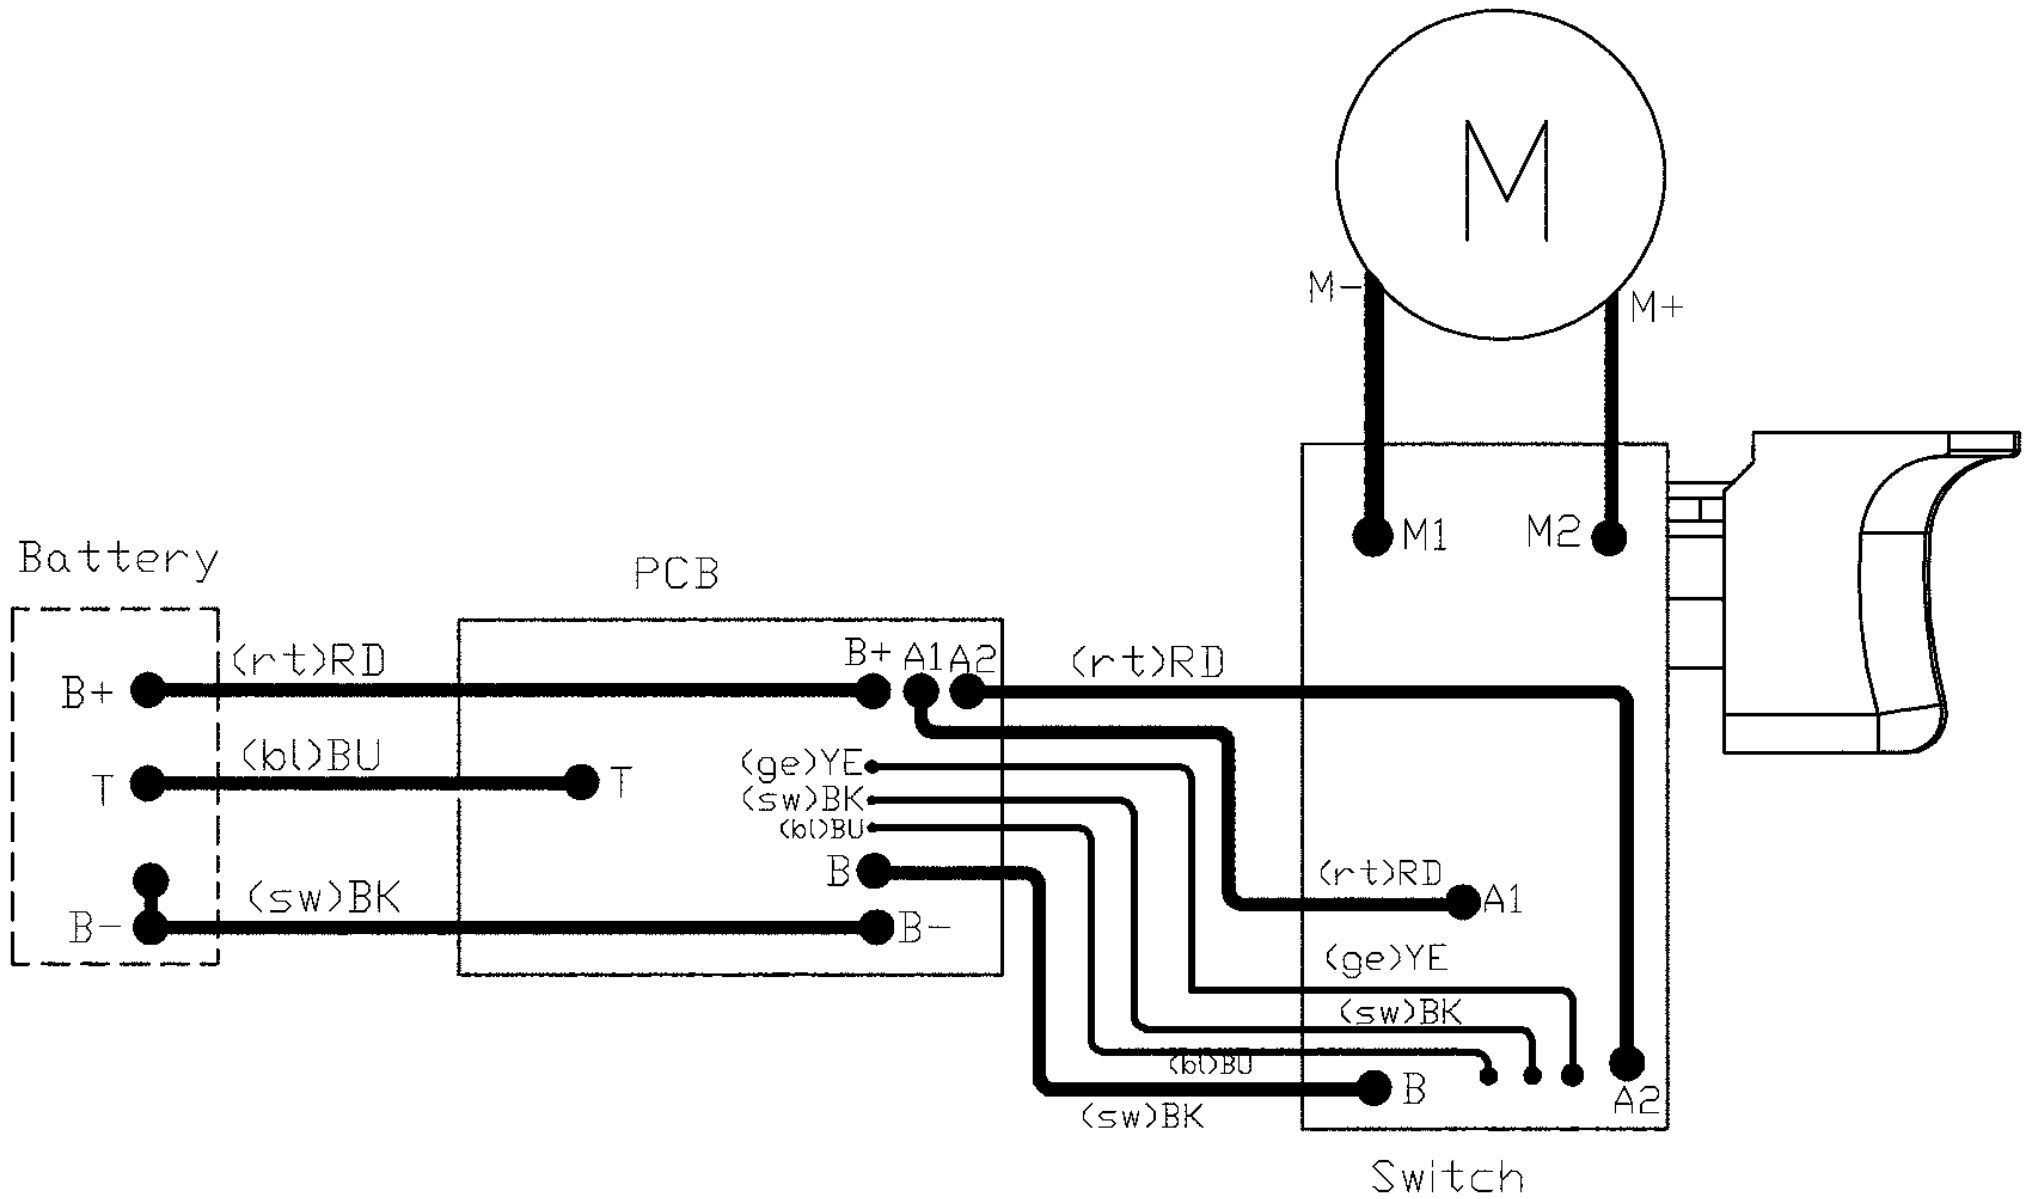 M
M-
M+
M1
M2
Battery
PCB
B+
(rt)RD
B+
A1
A2
(rt)RD
T
(bl)BU
T
(ge)YE
(sw)BK
(bl)BU
B
B-
(sw)BK
B-
(rt)RD
A1
(ge)YE
(sw)BK
(bl)BU
B
A2
(sw)BK
Switch